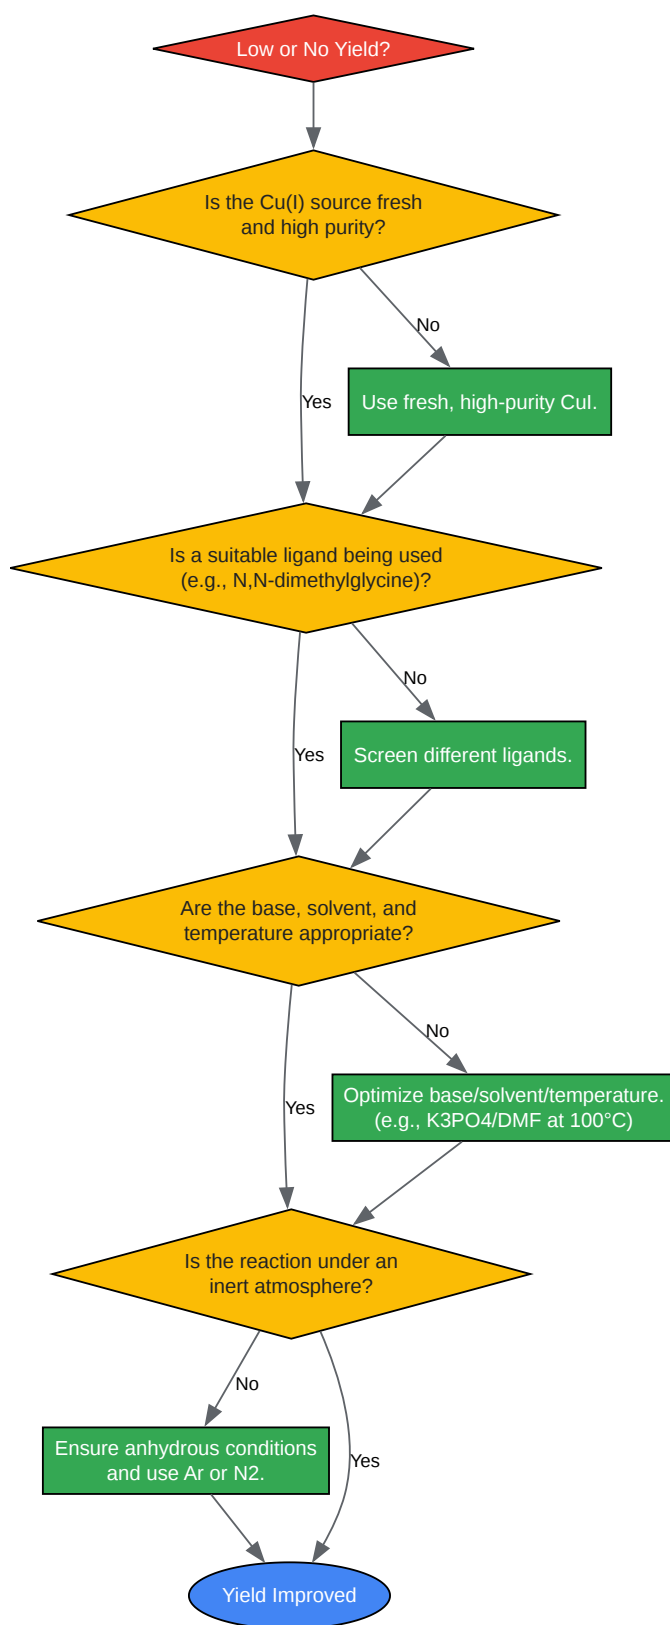 Low or No Yield?
Is the Cu(I) source fresh
and high purity?
No
Yes
Use fresh, high-purity CuI.
Is a suitable ligand being used
(e.g., N,N-dimethylglycine)?
No
Yes
Screen different ligands.
Are the base, solvent, and
temperature appropriate?
No
Yes
Optimize base/solvent/temperature.
(e.g., K3PO4/DMF at 100°C)
Is the reaction under an
inert atmosphere?
No
Ensure anhydrous conditions
and use Ar or N2.
Yes
Yield Improved